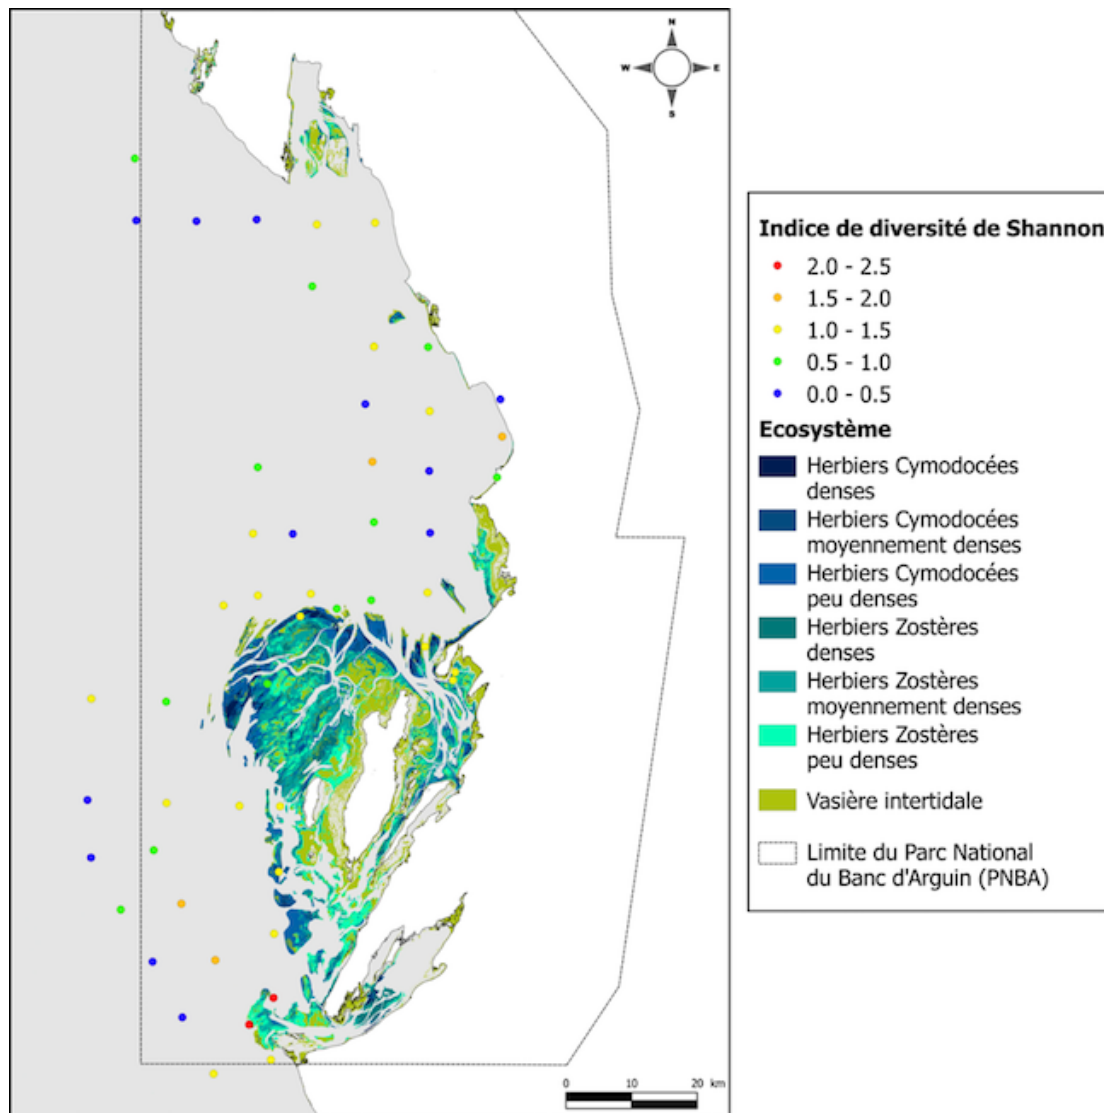 N
W E
S
Indice de diversité de Shannon
2.0 - 2.5
1.5 - 2.0
1.0 - 1.5
0.5 - 1.0
0.0 - 0.5
Ecosystème
Herbiers Cymodocées
denses
Herbiers Cymodocées
moyennement denses
Herbiers Cymodocées
peu denses
Herbiers Zostères
denses
Herbiers Zostères
moyennement denses
Herbiers Zostères
peu denses
Vasière intertidale
Limite du Parc National
du Banc d'Arguin (PNBA)
0 10 20 km